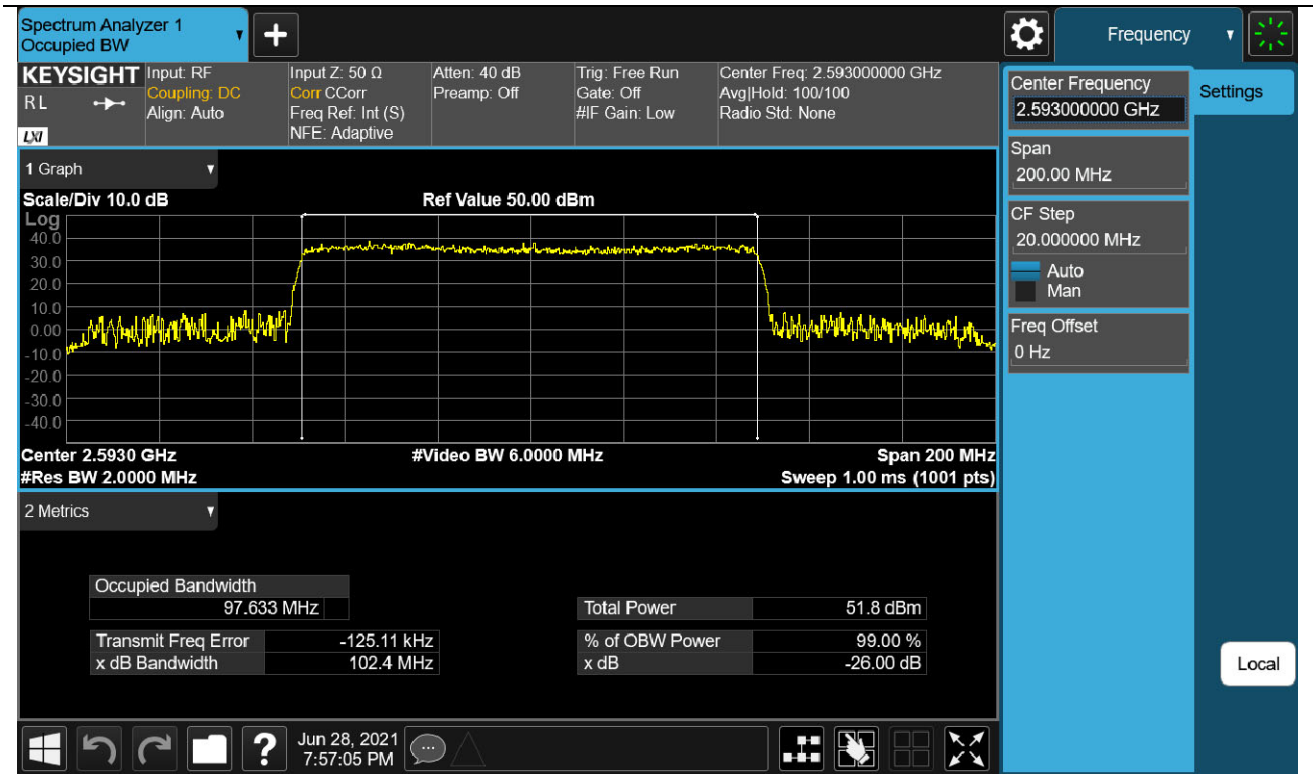 Spectrum Analyzer 1
Occupied BW
+
Frequency
KEYSIGHT
RL
LXI
Input: RF
Coupling: DC
Align: Auto
Input Z: 50 Ω
Corr CCorr
Freq Ref: Int (S)
NFE: Adaptive
Atten: 40 dB
Preamp: Off
Trig: Free Run
Gate: Off
#IF Gain: Low
Center Freq: 2.593000000 GHz
Avg|Hold: 100/100
Radio Std: None
Center Frequency
2.593000000 GHz
Settings
Span
200.00 MHz
CF Step
20.000000 MHz
Auto
Man
Freq Offset
0 Hz
1 Graph
Scale/Div 10.0 dB
Ref Value 50.00 dBm
Log
40.0
30.0
20.0
10.0
0.00
-10.0
-20.0
-30.0
-40.0
Center 2.5930 GHz
#Video BW 6.0000 MHz
Span 200 MHz
#Res BW 2.0000 MHz
Sweep 1.00 ms (1001 pts)
2 Metrics
Occupied Bandwidth
97.633 MHz
Total Power 51.8 dBm
Transmit Freq Error -125.11 kHz
% of OBW Power 99.00 %
x dB Bandwidth 102.4 MHz
x dB -26.00 dB
Local
?
Jun 28, 2021
7:57:05 PM